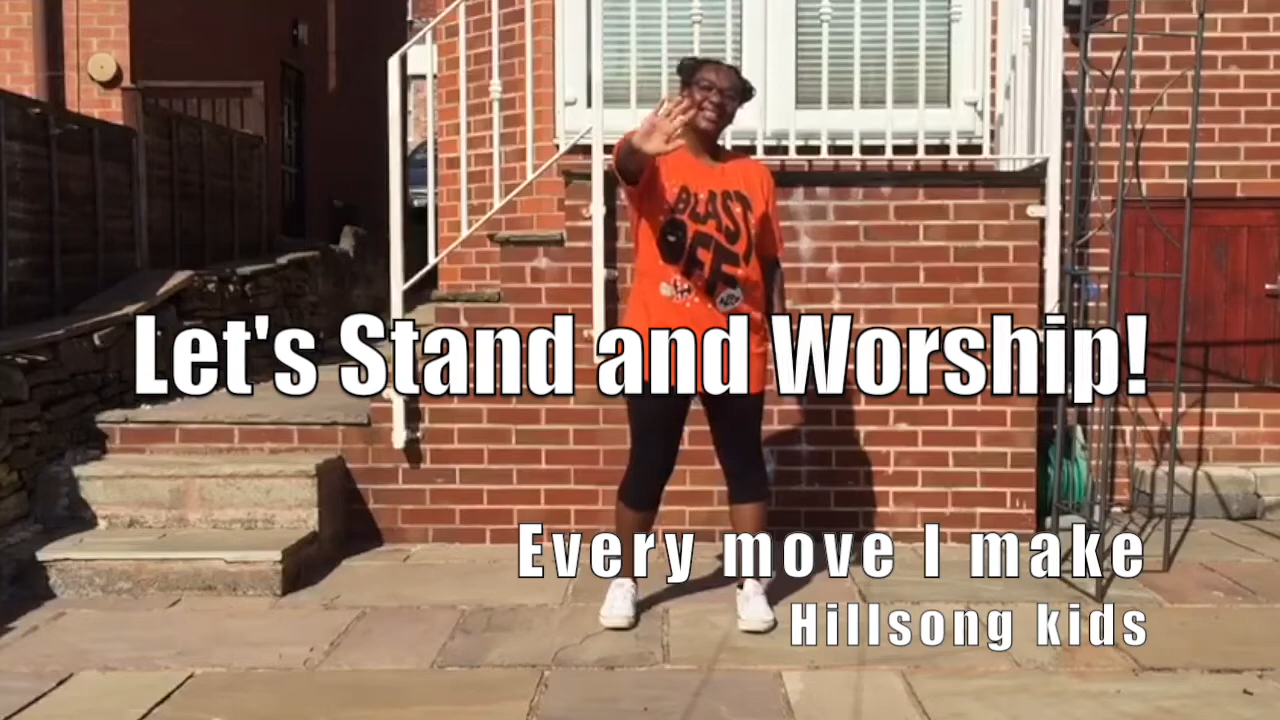 BLAST
OFF
Let's Stand and Worship!
Every move I make
Hillsong kids